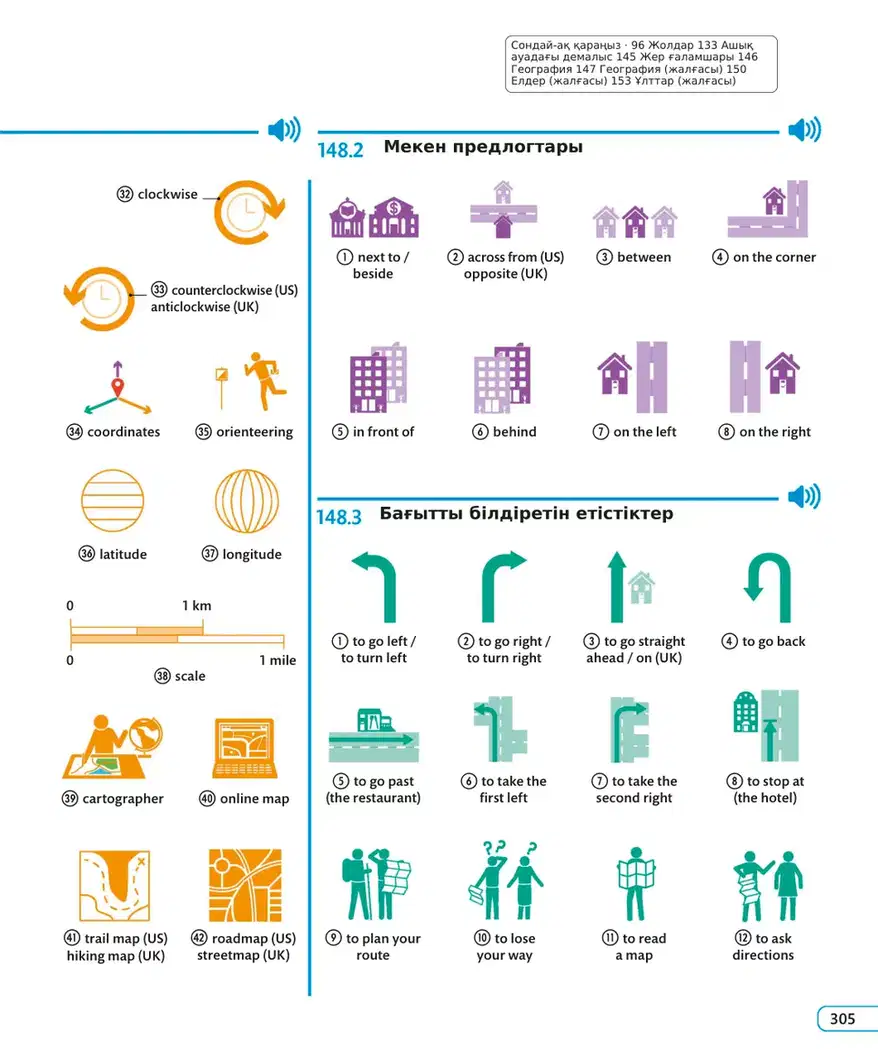 Сондай-ақ қараңыз · 96 Жолдар 133 Ашық
ауадағы демалыс 145 Жер ғаламшары 146
География 147 География (жалғасы) 150
Елдер (жалғасы) 153 Ұлттар (жалғасы)
32 clockwise
33 counterclockwise (US)
anticlockwise (UK)
34 coordinates
35 orienteering
36 latitude
37 longitude
0 1 km
0 1 mile
38 scale
39 cartographer
40 online map
41 trail map (US)
hiking map (UK)
42 roadmap (US)
streetmap (UK)
148.2 Мекен предлогтары
1 next to /
beside
2 across from (US)
opposite (UK)
3 between
4 on the corner
5 in front of
6 behind
7 on the left
8 on the right
148.3 Бағытты білдіретін етістіктер
1 to go left /
to turn left
2 to go right /
to turn right
3 to go straight
ahead / on (UK)
4 to go back
5 to go past
(the restaurant)
6 to take the
first left
7 to take the
second right
8 to stop at
(the hotel)
9 to plan your
route
10 to lose
your way
11 to read
a map
12 to ask
directions
305